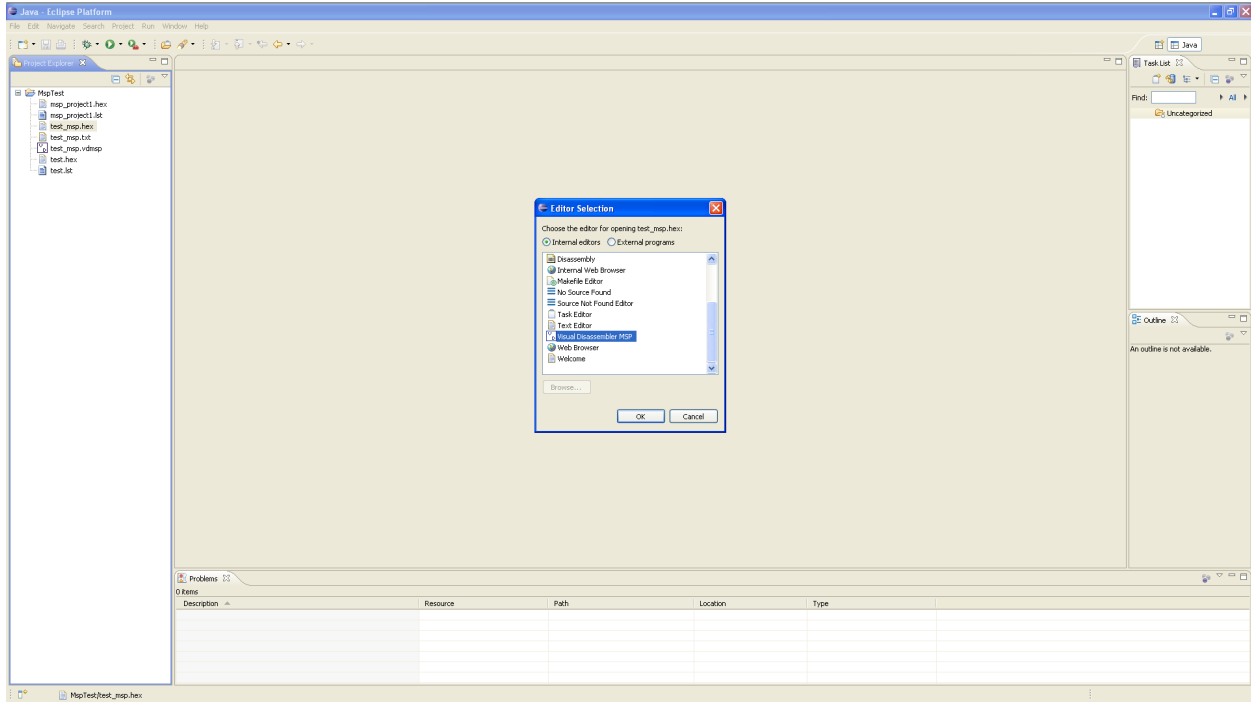 Java - Eclipse Platform
File Edit Navigate Search Project Run Window Help
Java
Project Explorer
MspTest
msp_project1.hex
msp_project1.lst
test_msp.hex
test_msp.txt
test_msp.vdmsp
test.hex
test.lst
Editor Selection
Choose the editor for opening test_msp.hex:
Internal editors External programs
Disassembly
Internal Web Browser
Makefile Editor
No Source Found
Source Not Found Editor
Task Editor
Text Editor
Visual Disassembler MSP
Web Browser
Welcome
Browse...
OK Cancel
Task List
Find: All
Uncategorized
Outline
An outline is not available.
Problems
0 items
Description Resource Path Location Type
MspTest/test_msp.hex